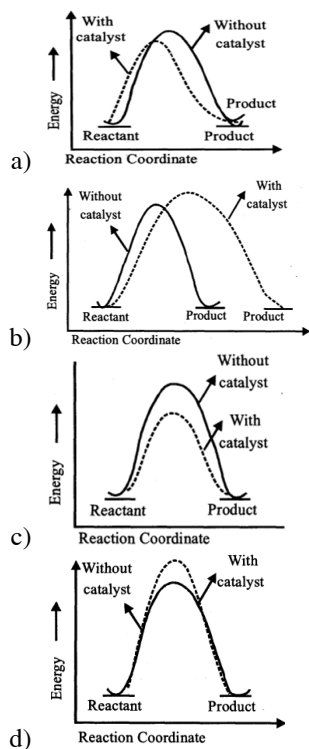 With
catalyst
Without
catalyst
Energy
Product
Reactant
Product
a)
Reaction Coordinate
Without
catalyst
With
catalyst
Energy
Reactant
Product
Product
b)
Reaction Coordinate
Without
catalyst
With
catalyst
Energy
Reactant
Product
c)
Reaction Coordinate
Without
catalyst
With
catalyst
Energy
Reactant
Product
Reaction Coordinate
d)